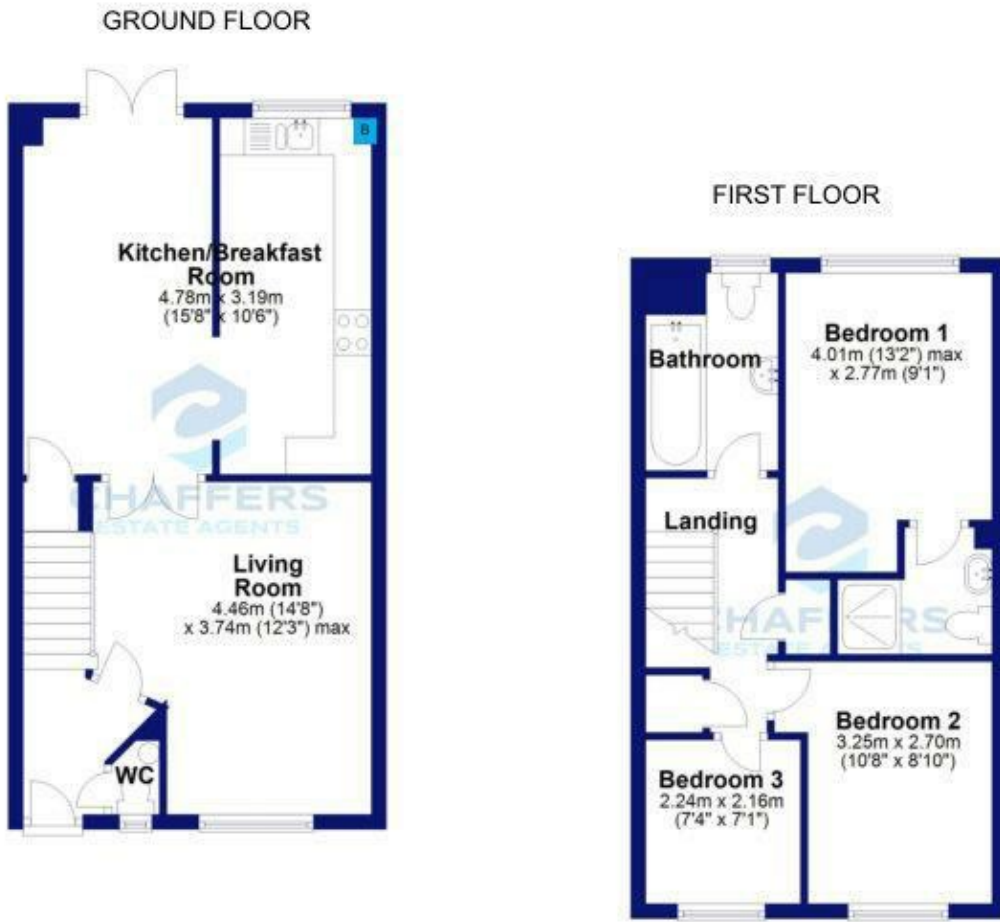 GROUND FLOOR
B
Kitchen/Breakfast
Room
4.78m x 3.19m
(15'8" x 10'6")
CHAFFERS
ESTATE AGENTS
Living
Room
4.46m (14'8")
x 3.74m (12'3") max
WC
FIRST FLOOR
Bathroom
Bedroom 1
4.01m (13'2") max
x 2.77m (9'1")
Landing
CHAFFERS
ESTATE AGENTS
Bedroom 2
3.25m x 2.70m
(10'8" x 8'10")
Bedroom 3
2.24m x 2.16m
(7'4" x 7'1")